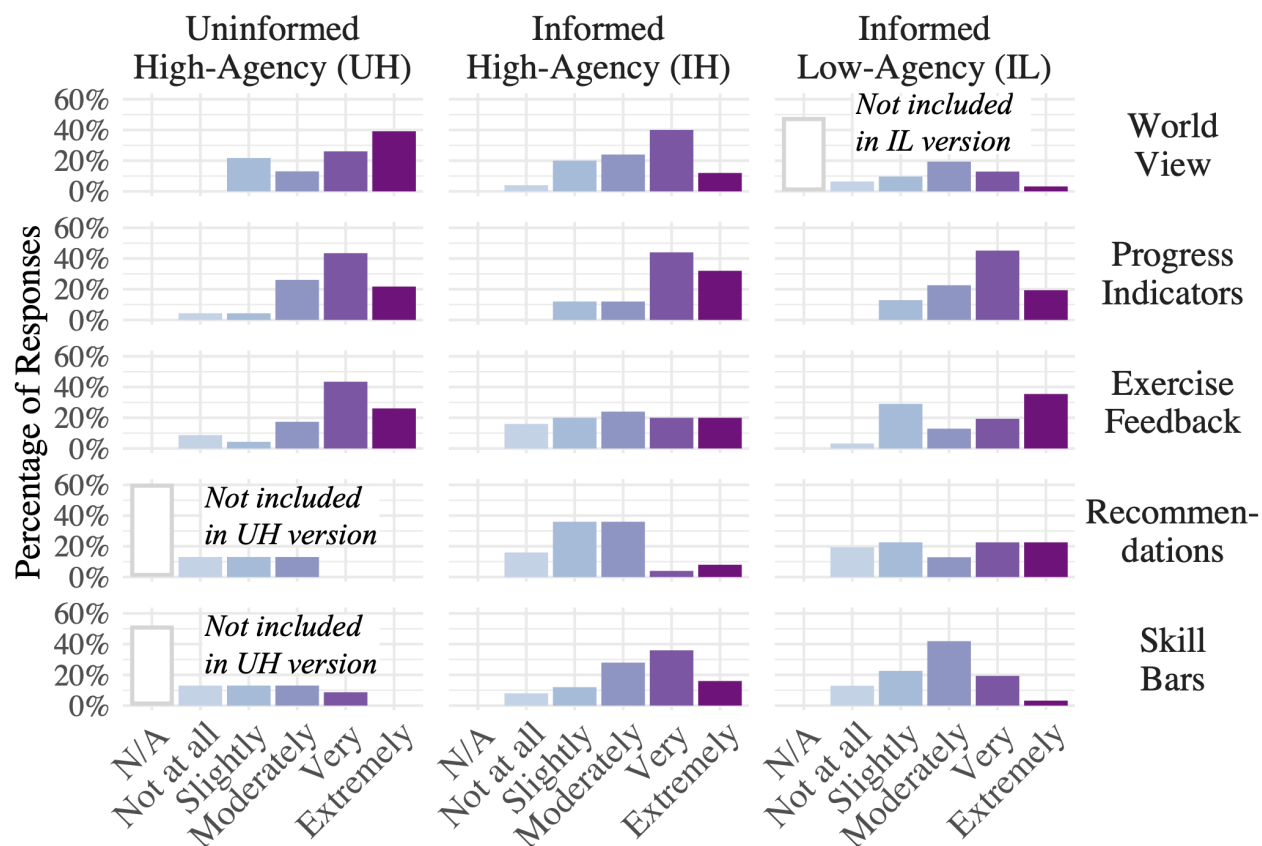 Uninformed
High-Agency (UH)
Informed
High-Agency (IH)
Informed
Low-Agency (IL)
Percentage of Responses
60%
40%
20%
0%
Not included
in IL version
World
View
60%
40%
20%
0%
Progress
Indicators
60%
40%
20%
0%
Exercise
Feedback
60%
40%
20%
0%
Not included
in UH version
Recommen-
dations
60%
40%
20%
0%
Not included
in UH version
Skill
Bars
N/A
Not at all
Slightly
Moderately
Very
Extremely
N/A
Not at all
Slightly
Moderately
Very
Extremely
N/A
Not at all
Slightly
Moderately
Very
Extremely